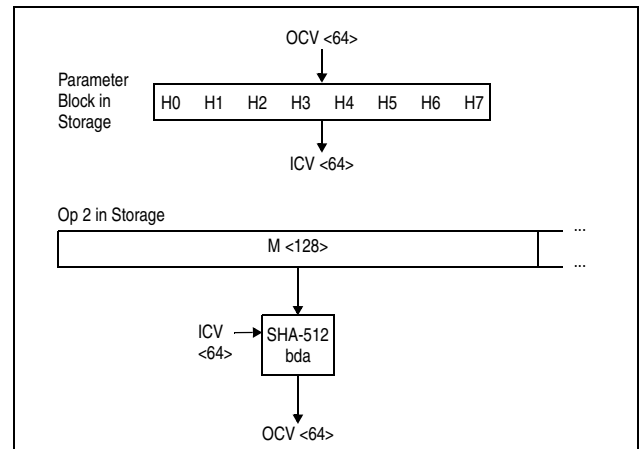 OCV <64>
Parameter
Block in
Storage
H0 H1 H2 H3 H4 H5 H6 H7
ICV <64>
Op 2 in Storage
M <128>
...
...
ICV
<64>
SHA-512
bda
OCV <64>